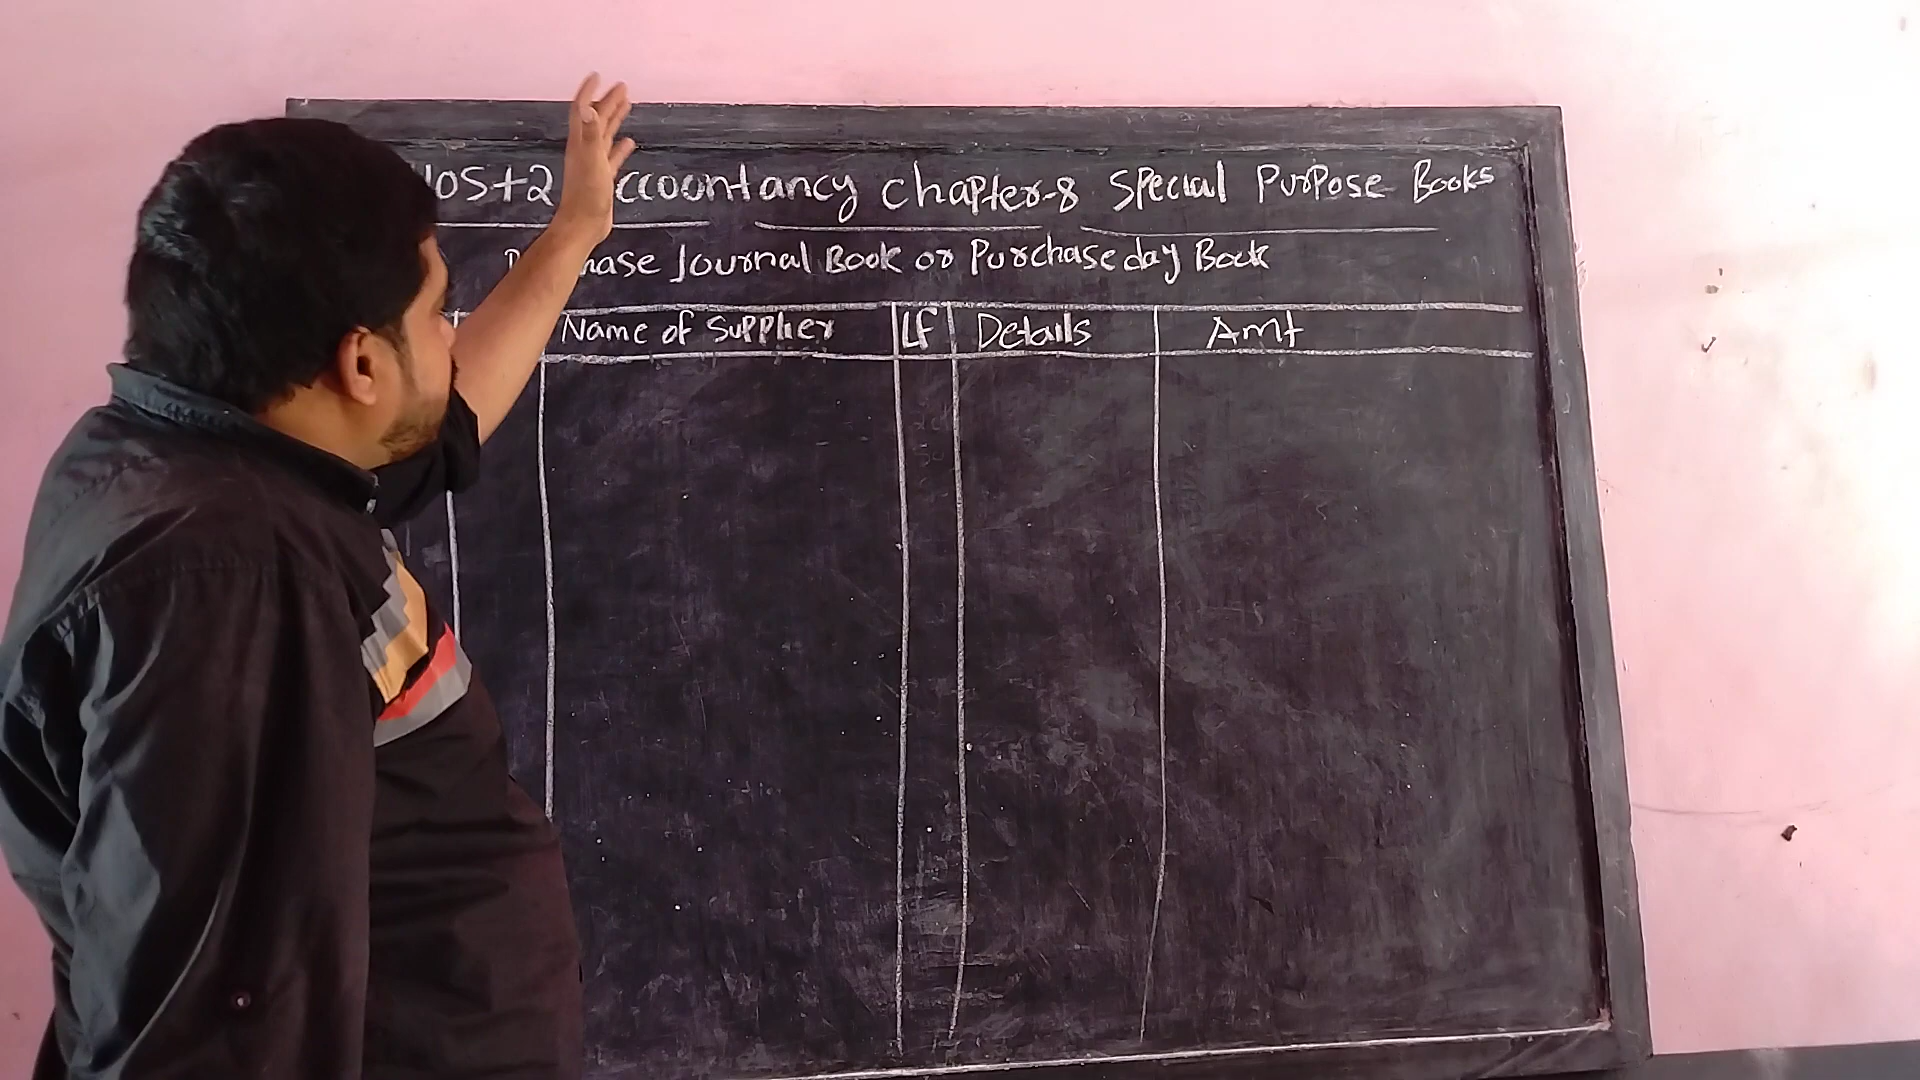 IOS+2 ccountancy Chapter-8 Special Purpose Books
hase Journal Book or Purchase day Book
Name of Supplier LF Details Amt